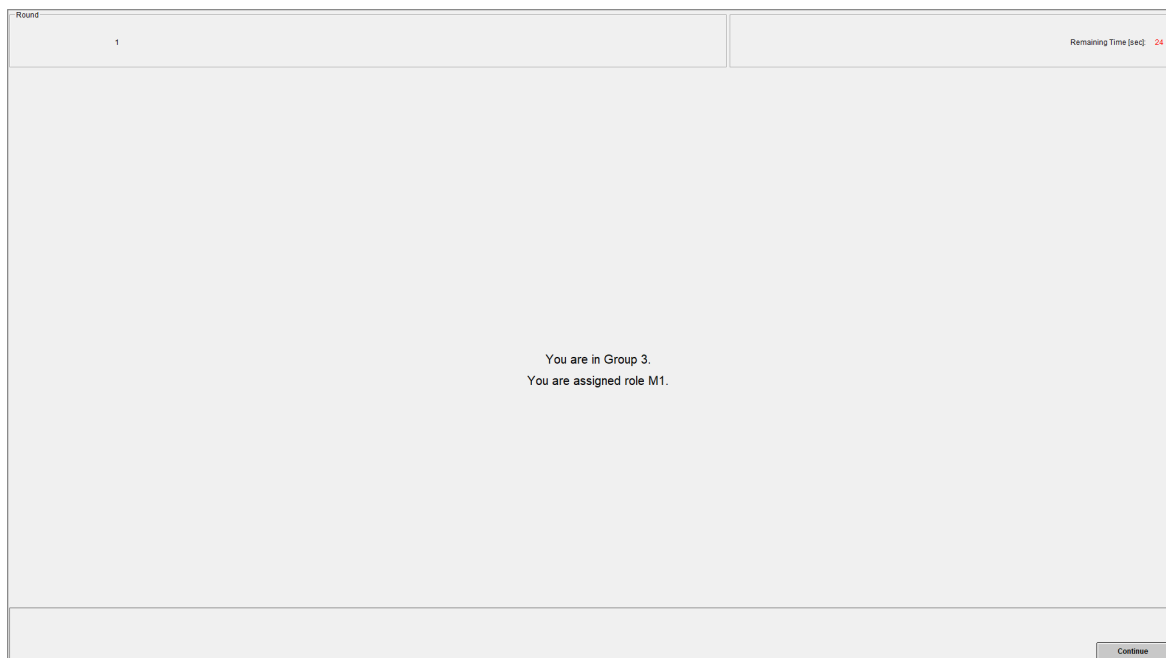 Round
1
Remaining Time [sec]: 24
You are in Group 3.
You are assigned role M1.
Continue